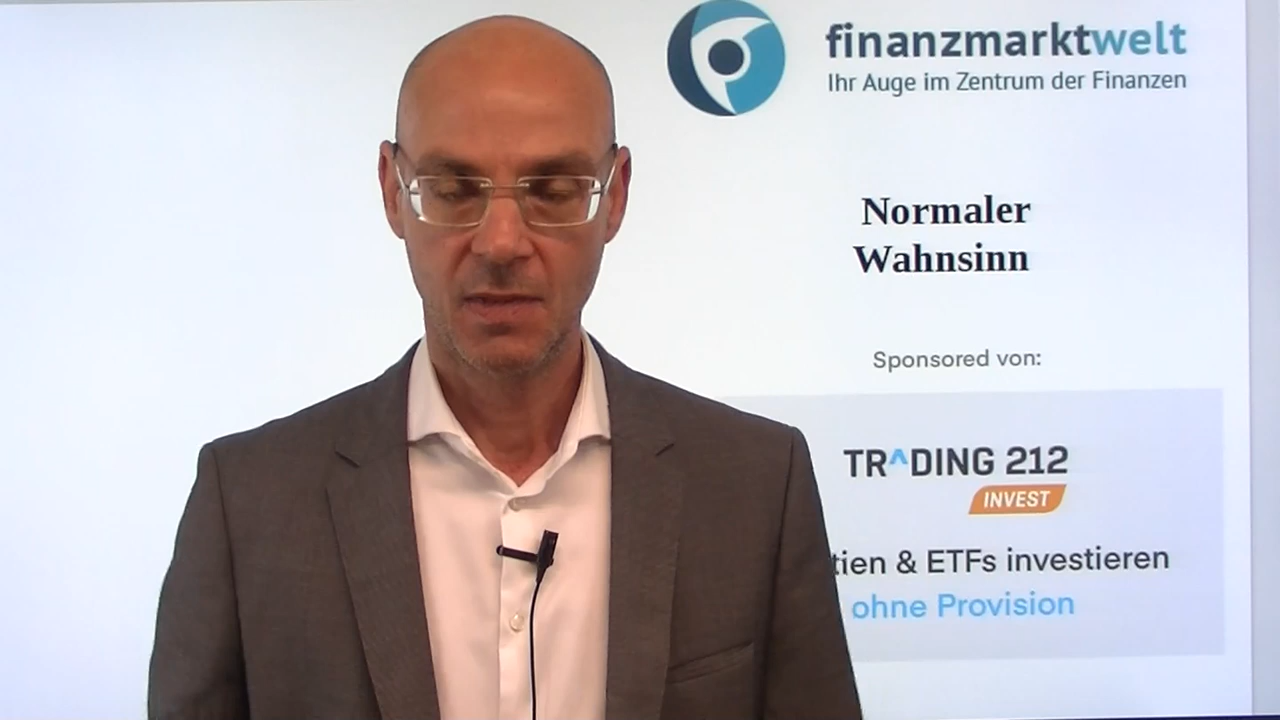 finanzmarktwelt
Ihr Auge im Zentrum der Finanzen
Normaler
Wahnsinn
Sponsored von:
TR^DING 212
INVEST
tien & ETFs investieren
ohne Provision